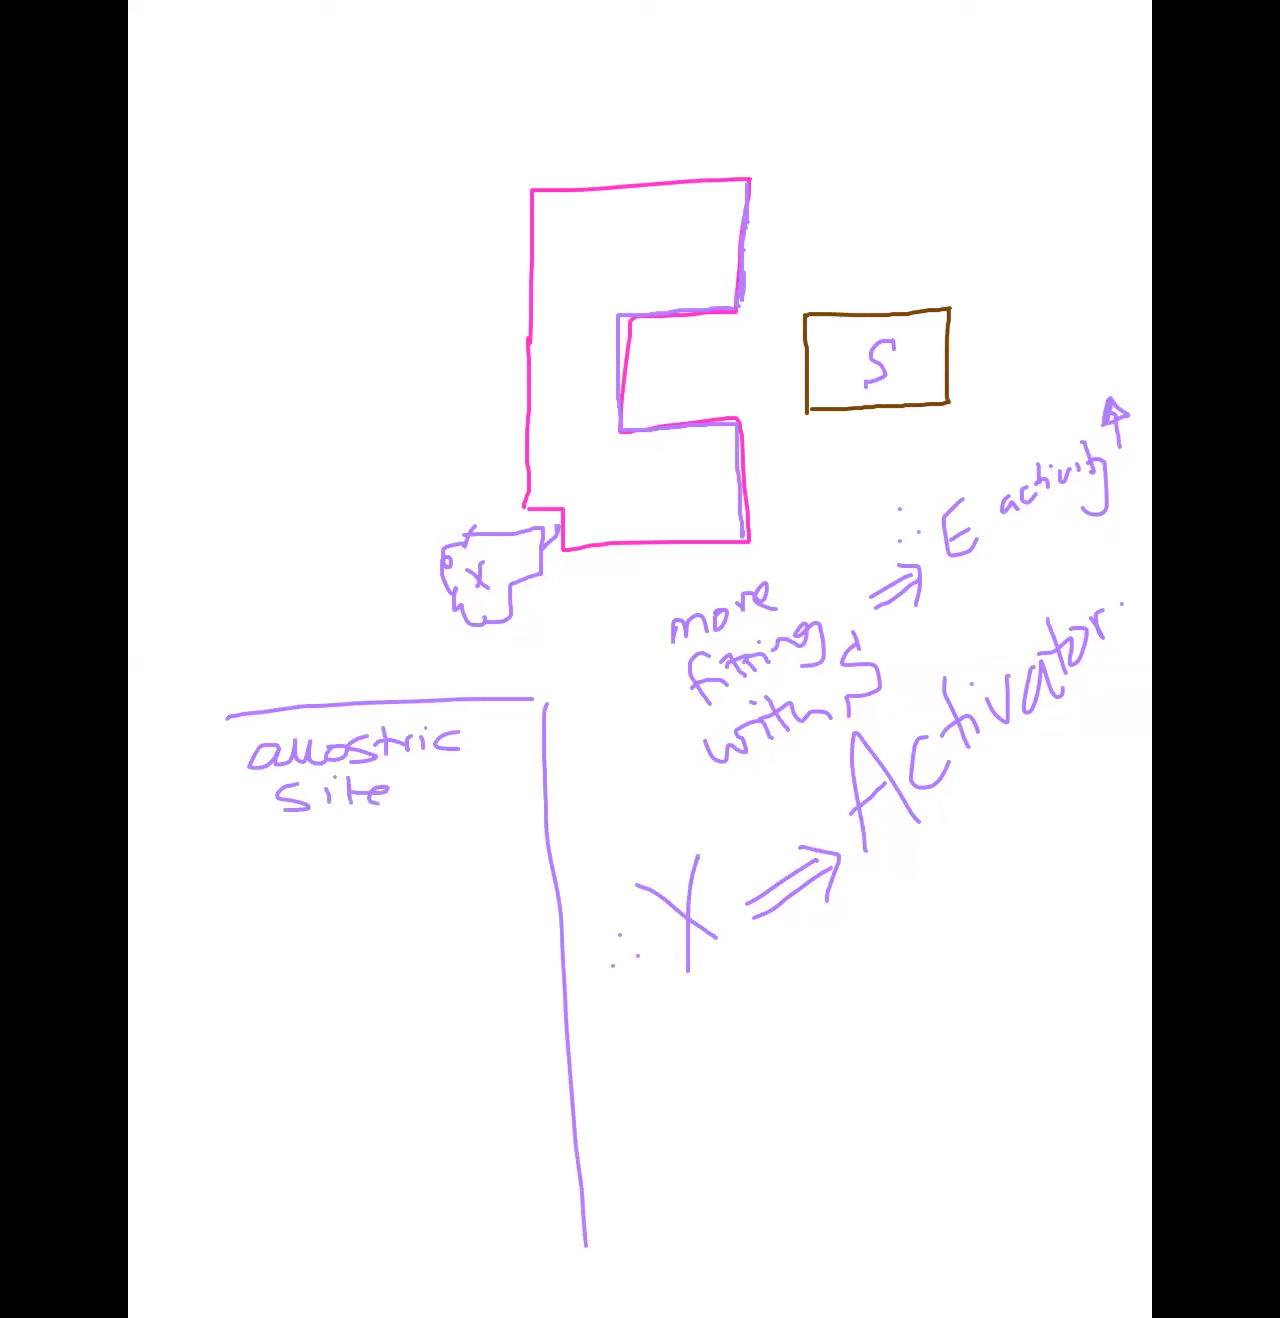 S
∴ E activity ↑
X
more
fitting ⇒
with S
allostric
site
∴ X ⇒ Activator.